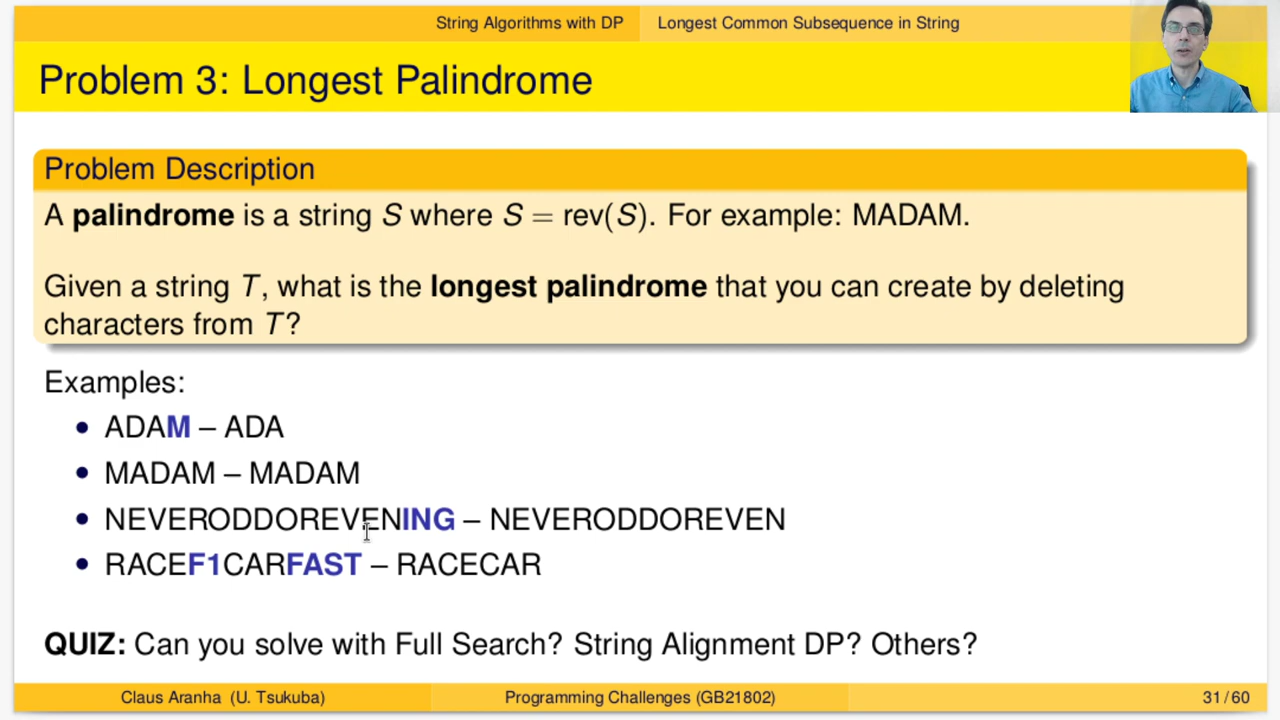 String Algorithms with DP Longest Common Subsequence in String
Problem 3: Longest Palindrome
Problem Description
A palindrome is a string S where S = rev(S). For example: MADAM.
Given a string T, what is the longest palindrome that you can create by deleting
characters from T?
Examples:
• ADAM – ADA
• MADAM – MADAM
• NEVERODDOREVENING – NEVERODDOREVEN
• RACEF1CARFAST – RACECAR
QUIZ: Can you solve with Full Search? String Alignment DP? Others?
Claus Aranha (U. Tsukuba) Programming Challenges (GB21802) 31 / 60